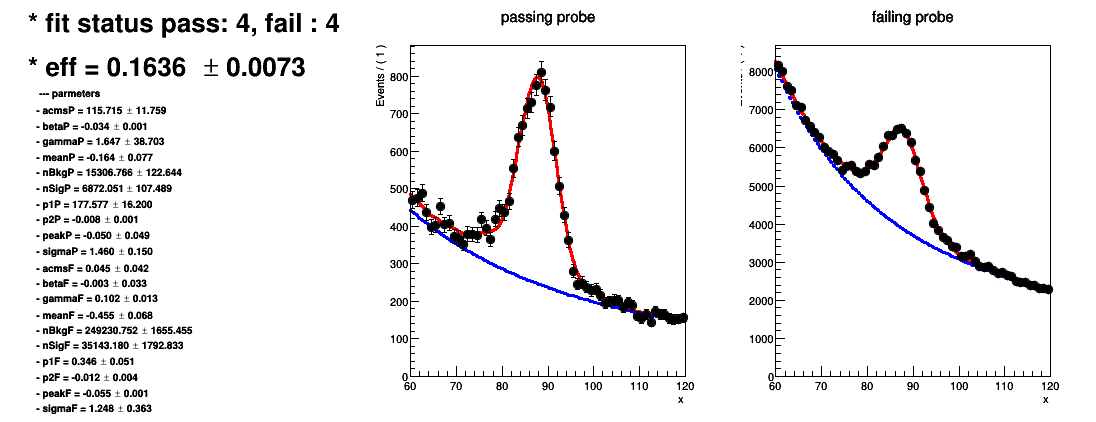 * fit status pass: 4, fail : 4
* eff = 0.1636 ± 0.0073
--- parmeters
- acmsP = 115.715 ± 11.759
- betaP = -0.034 ± 0.001
- gammaP = 1.647 ± 38.703
- meanP = -0.164 ± 0.077
- nBkgP = 15306.766 ± 122.644
- nSigP = 6872.051 ± 107.489
- p1P = 177.577 ± 16.200
- p2P = -0.008 ± 0.001
- peakP = -0.050 ± 0.049
- sigmaP = 1.460 ± 0.150
- acmsF = 0.045 ± 0.042
- betaF = -0.003 ± 0.033
- gammaF = 0.102 ± 0.013
- meanF = -0.455 ± 0.068
- nBkgF = 249230.752 ± 1655.455
- nSigF = 35143.180 ± 1792.833
- p1F = 0.346 ± 0.051
- p2F = -0.012 ± 0.004
- peakF = -0.055 ± 0.001
- sigmaF = 1.248 ± 0.363
passing probe
Events / ( 1 )
800
700
600
500
400
300
200
100
0
60 70 80 90 100 110 120
x
failing probe
8000
7000
6000
5000
4000
3000
2000
1000
0
60 70 80 90 100 110 120
x